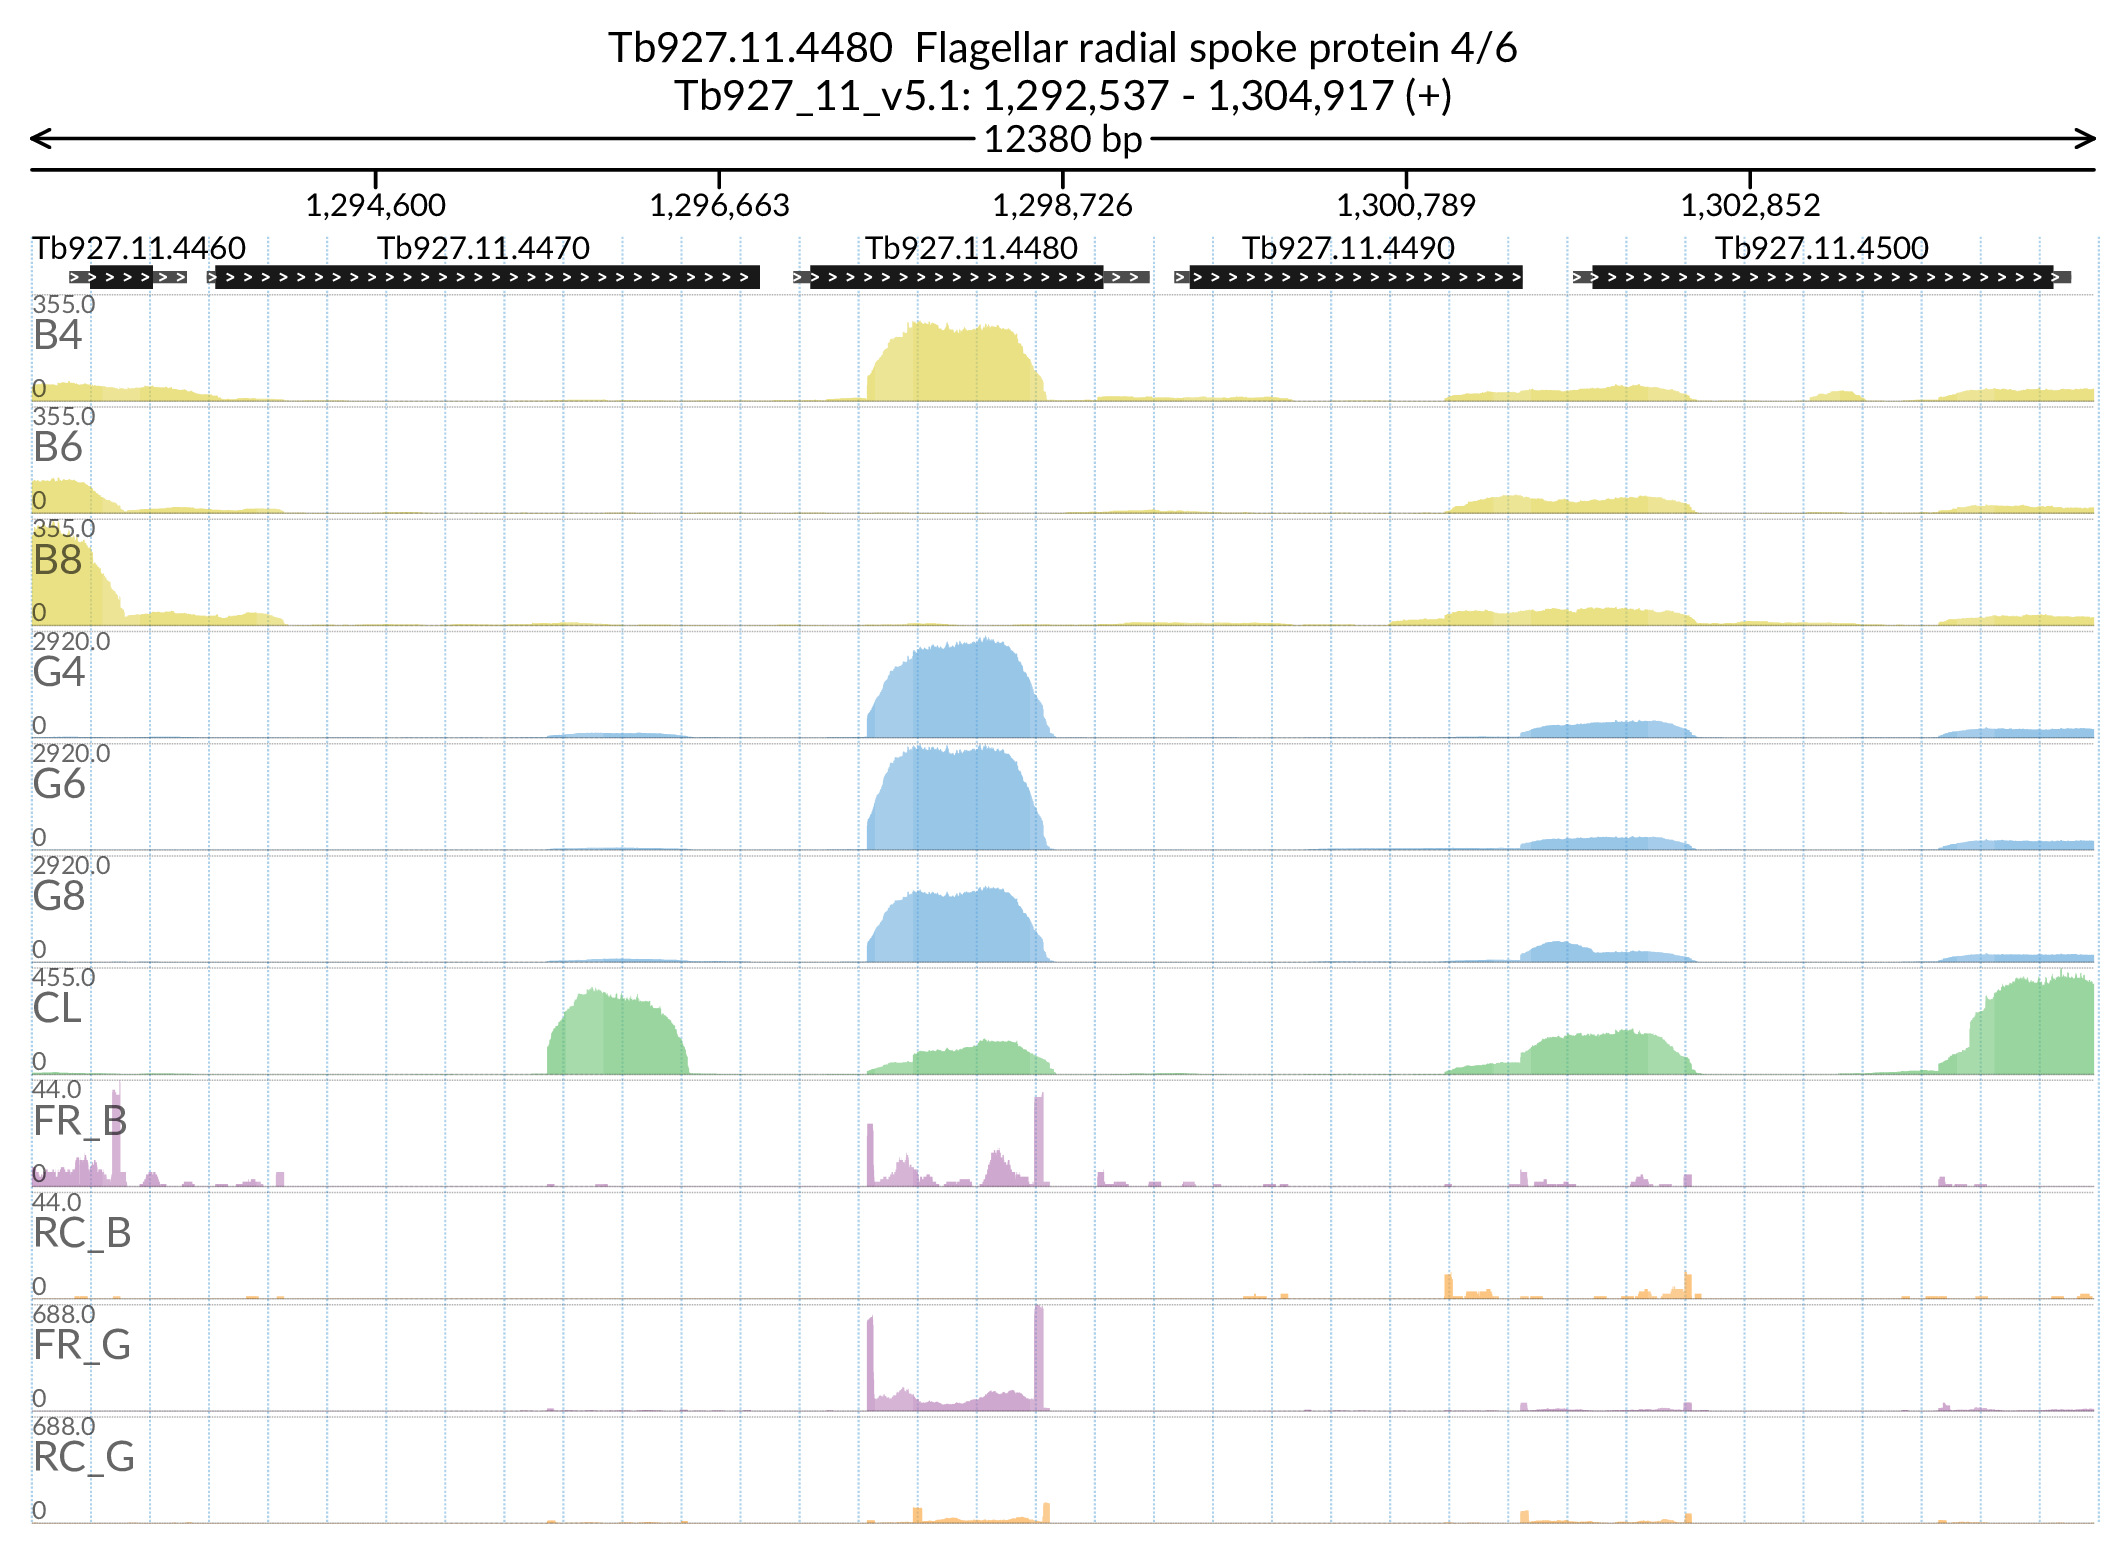 Tb927.11.4480 Flagellar radial spoke protein 4/6
Tb927_11_v5.1: 1,292,537 - 1,304,917 (+)
12380 bp
1,294,600 1,296,663 1,298,726 1,300,789 1,302,852
Tb927.11.4460 Tb927.11.4470 Tb927.11.4480 Tb927.11.4490 Tb927.11.4500
355.0
B4
0
355.0
B6
0
355.0
B8
0
2920.0
G4
0
2920.0
G6
0
2920.0
G8
0
455.0
CL
0
44.0
FR_B
0
44.0
RC_B
0
688.0
FR_G
0
688.0
RC_G
0